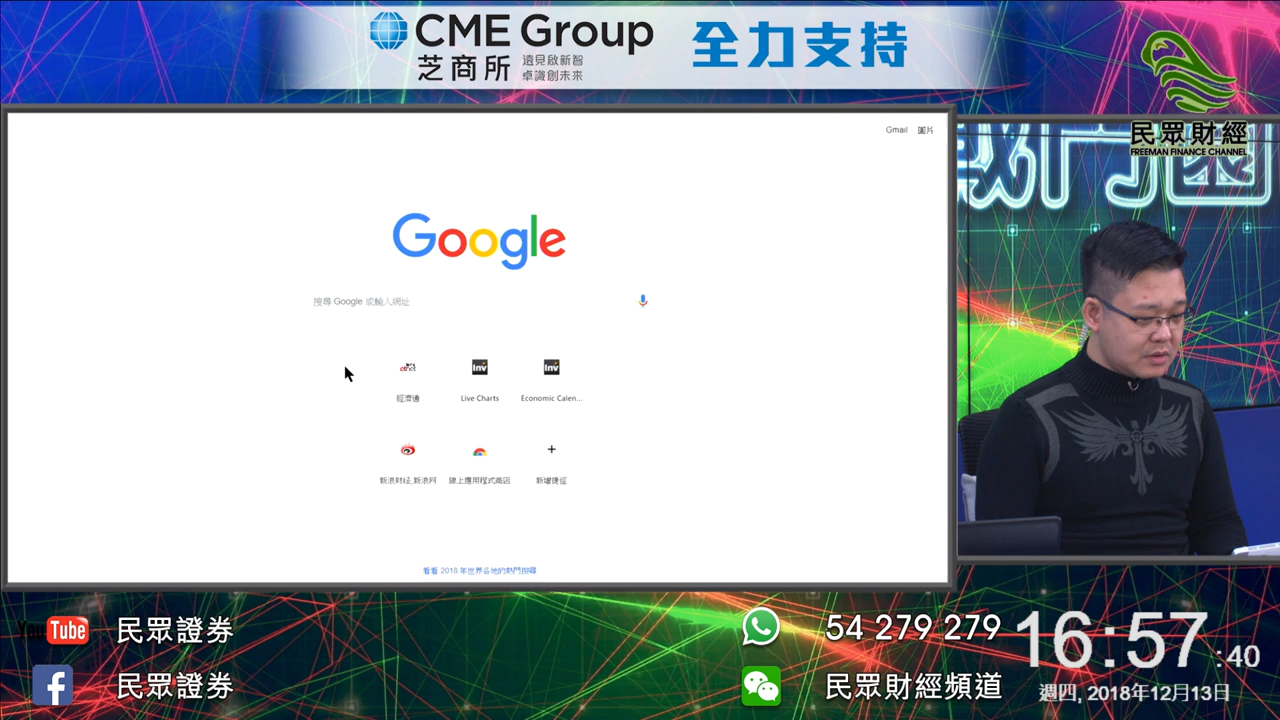 CME Group
芝商所
遠見啟新智
卓識創未來
全力支持
民眾財經
FREEMAN FINANCE CHANNEL
Gmail 圖片
Google
搜尋 Google 或輸入網址
經濟通
Live Charts
Economic Calen...
新浪财经_新浪网
線上應用程式商店
新增捷徑
看看 2018 年世界各地的熱門搜尋
YouTube
民眾證券
54 279 279
16:57:40
民眾證券
民眾財經頻道
週四, 2018年12月13日